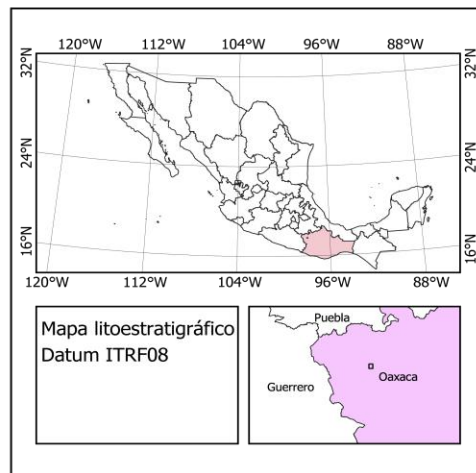 120°W 112°W 104°W 96°W 88°W
32°N 32°N
24°N 24°N
16°N 16°N
120°W 112°W 104°W 96°W 88°W
Mapa litoestratigráfico
Datum ITRF08
Puebla
Oaxaca
Guerrero